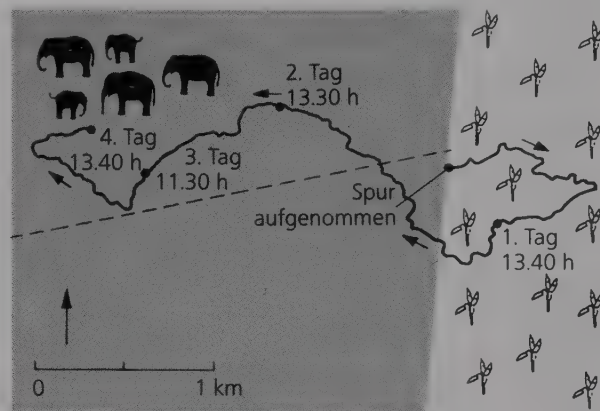 2. Tag
13.30 h
4. Tag
13.40 h
3. Tag
11.30 h
Spur
aufgenommen
1. Tag
13.40 h
0 1 km